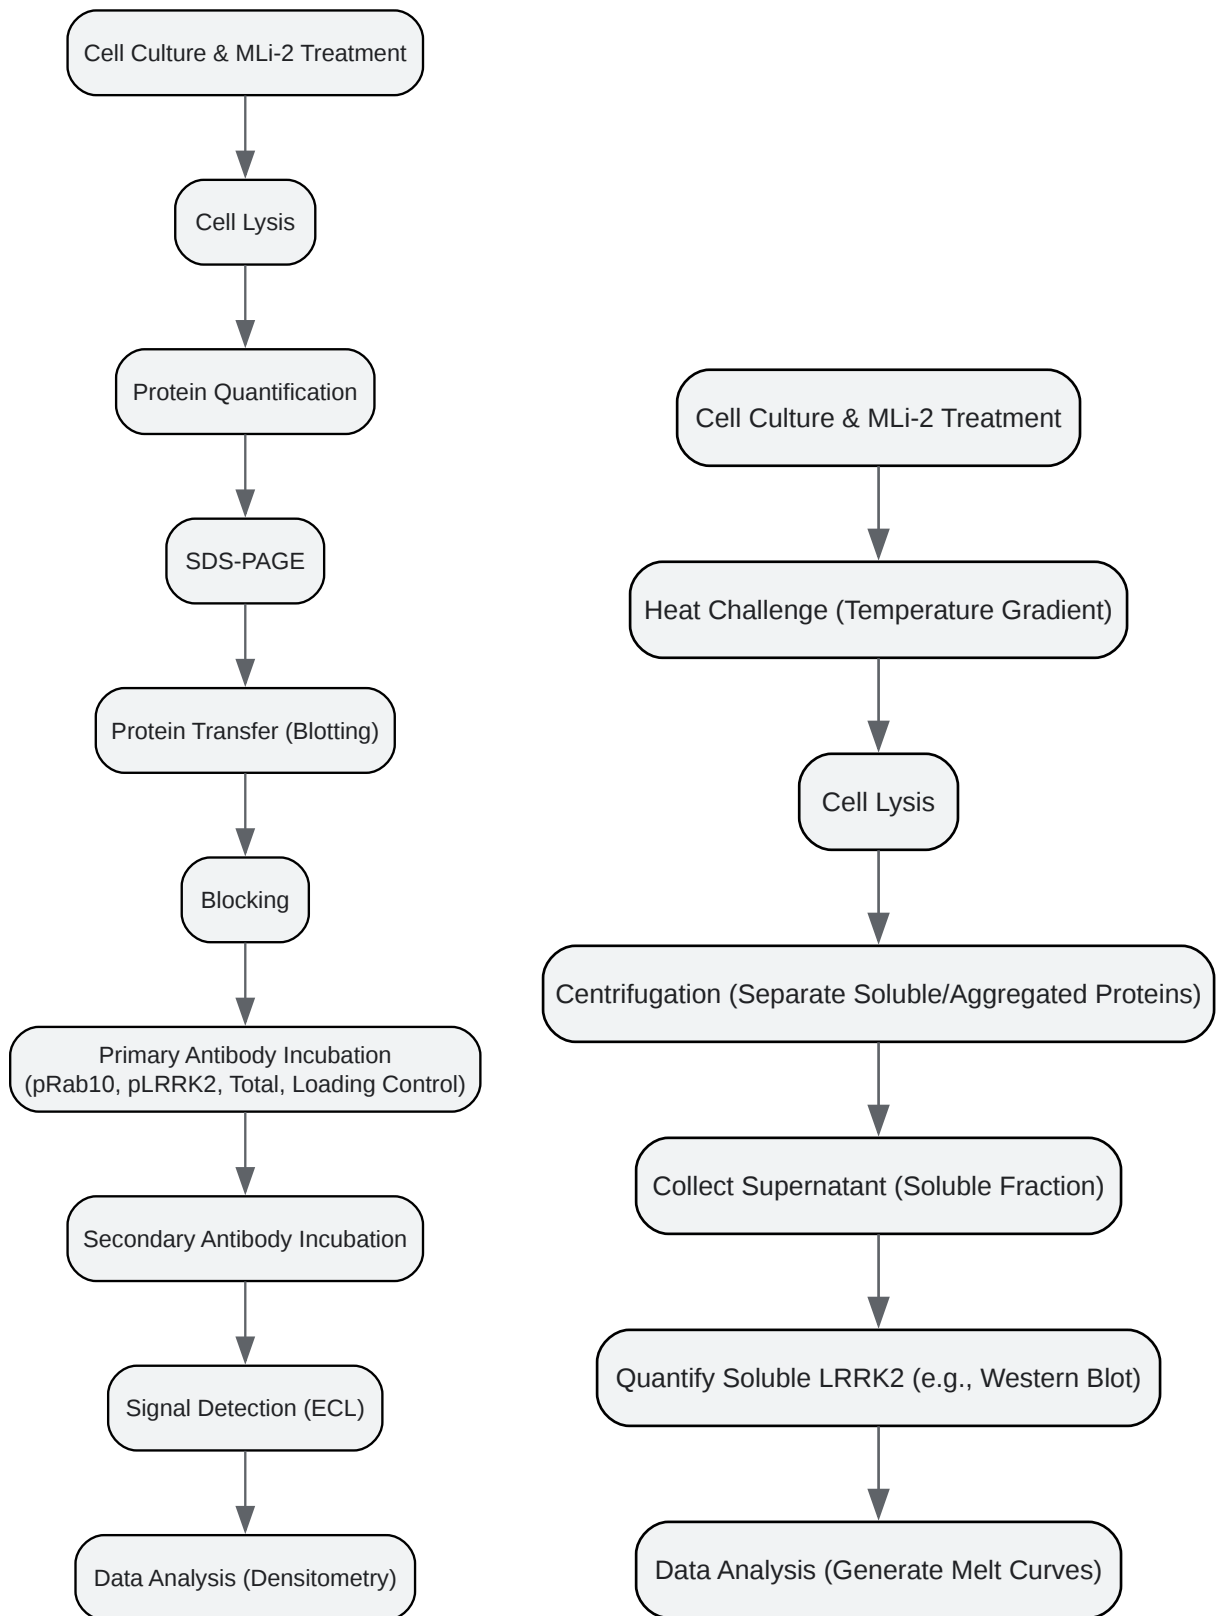 Cell Culture & MLi-2 Treatment
Cell Lysis
Protein Quantification
SDS-PAGE
Protein Transfer (Blotting)
Blocking
Primary Antibody Incubation
(pRab10, pLRRK2, Total, Loading Control)
Secondary Antibody Incubation
Signal Detection (ECL)
Data Analysis (Densitometry)
Cell Culture & MLi-2 Treatment
Heat Challenge (Temperature Gradient)
Cell Lysis
Centrifugation (Separate Soluble/Aggregated Proteins)
Collect Supernatant (Soluble Fraction)
Quantify Soluble LRRK2 (e.g., Western Blot)
Data Analysis (Generate Melt Curves)